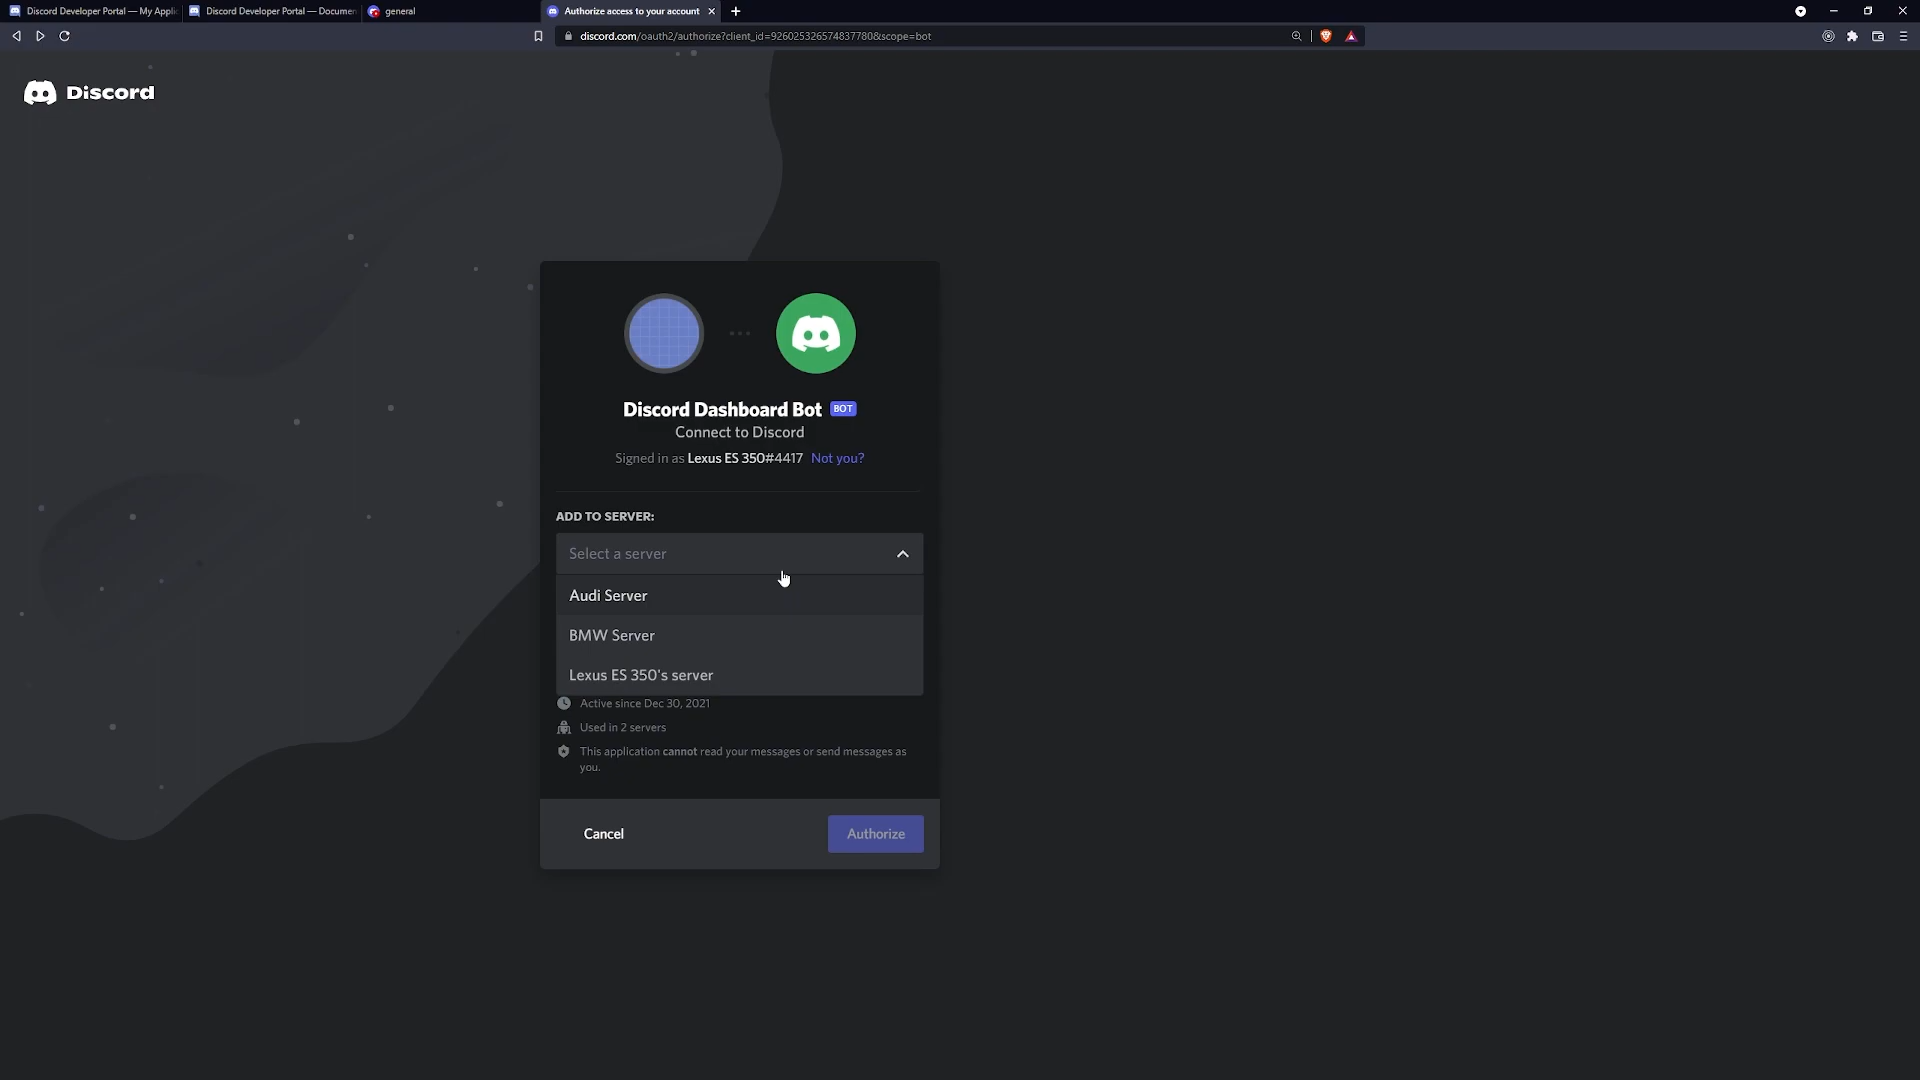 Discord Developer Portal — My Appli
Discord Developer Portal — Documen
general
Authorize access to your account
discord.com/oauth2/authorize?client_id=926025326574837780&scope=bot
Discord
Discord Dashboard Bot BOT
Connect to Discord
Signed in as Lexus ES 350#4417 Not you?
ADD TO SERVER:
Select a server
Audi Server
BMW Server
Lexus ES 350's server
Active since Dec 30, 2021
Used in 2 servers
This application cannot read your messages or send messages as
you.
Cancel
Authorize